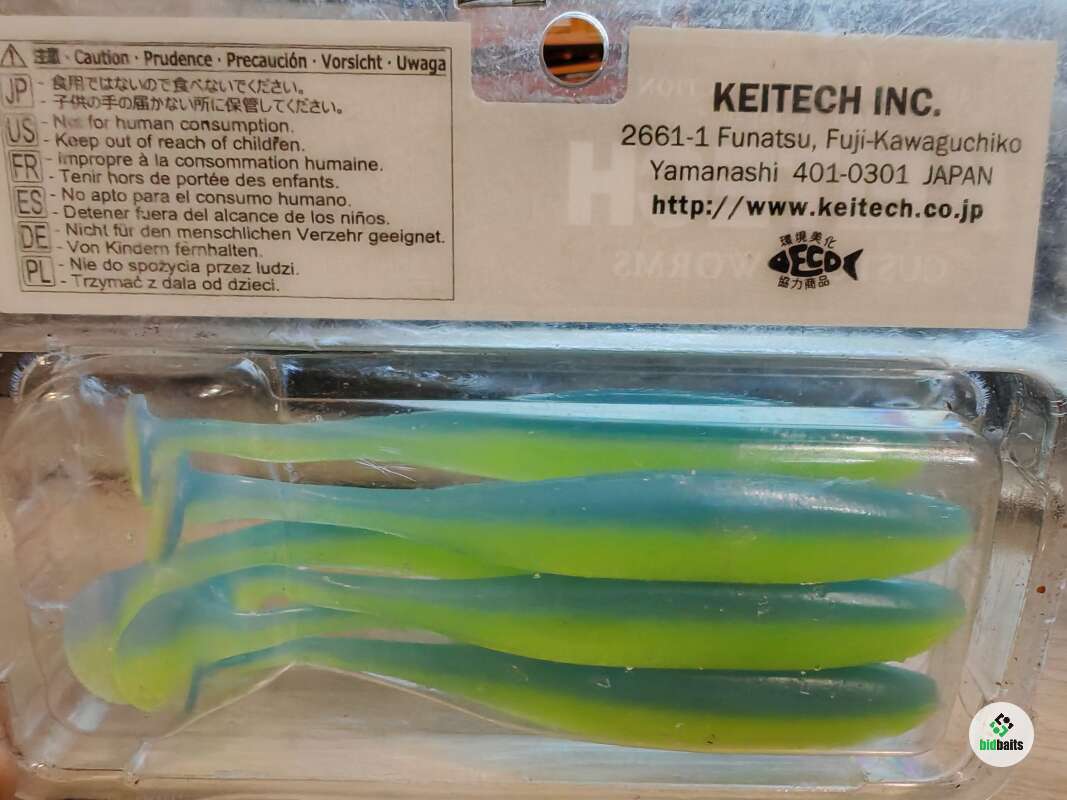 注意 · Caution · Prudence · Precaución · Vorsicht · Uwaga
JP - 食用ではないので食べないでください。
- 子供の手の届かない所に保管してください。
US - Not for human consumption.
- Keep out of reach of children.
FR - Impropre à la consommation humaine.
- Tenir hors de portée des enfants.
ES - No apto para el consumo humano.
- Detener fuera del alcance de los niños.
DE - Nicht für den menschlichen Verzehr geeignet.
- Von Kindern fernhalten.
PL - Nie do spożycia przez ludzi.
- Trzymać z dala od dzieci.
KEITECH INC.
2661-1 Funatsu, Fuji-Kawaguchiko
Yamanashi 401-0301 JAPAN
http://www.keitech.co.jp
環境美化
ECO
協力商品
WORMS
bidbaits